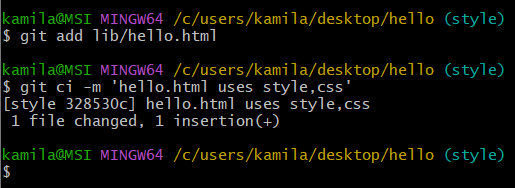 kamila@MSI MINGW64 /c/users/kamila/desktop/hello (style)
$ git add lib/hello.html
kamila@MSI MINGW64 /c/users/kamila/desktop/hello (style)
$ git ci -m 'hello.html uses style,css'
[style 328530c] hello.html uses style,css
1 file changed, 1 insertion(+)
kamila@MSI MINGW64 /c/users/kamila/desktop/hello (style)
$